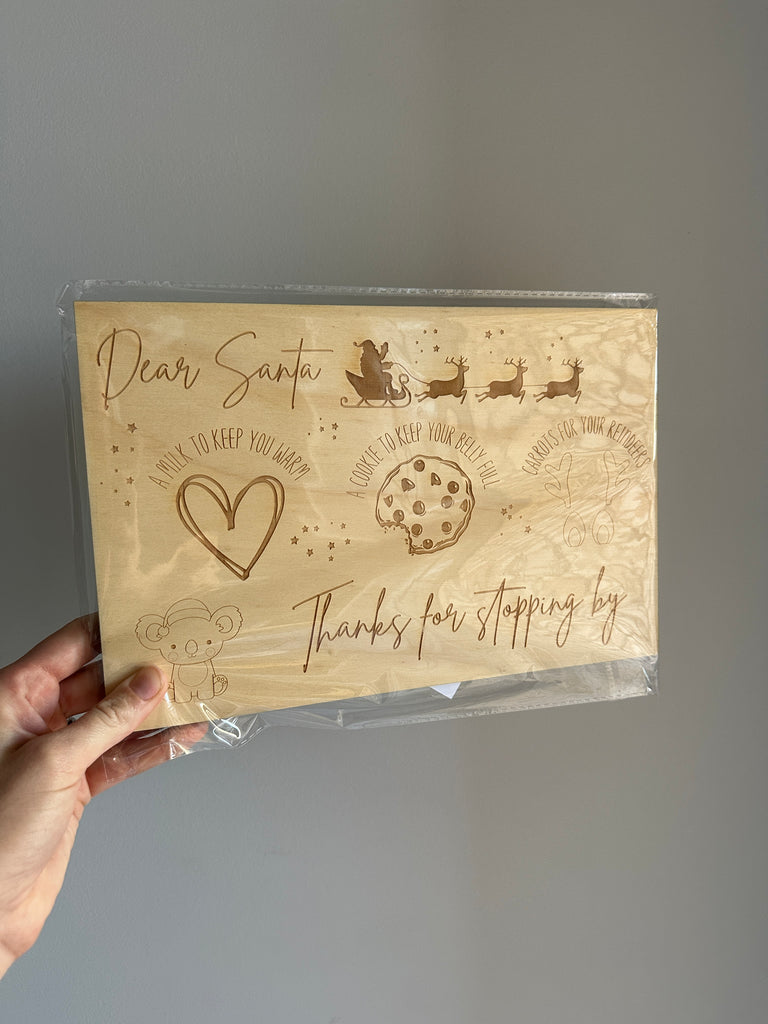 Dear Santa
A MILK TO KEEP YOU WARM
A COOKIE TO KEEP YOUR BELLY FULL
CARROTS FOR YOUR REINDEERS
Thanks for stopping by